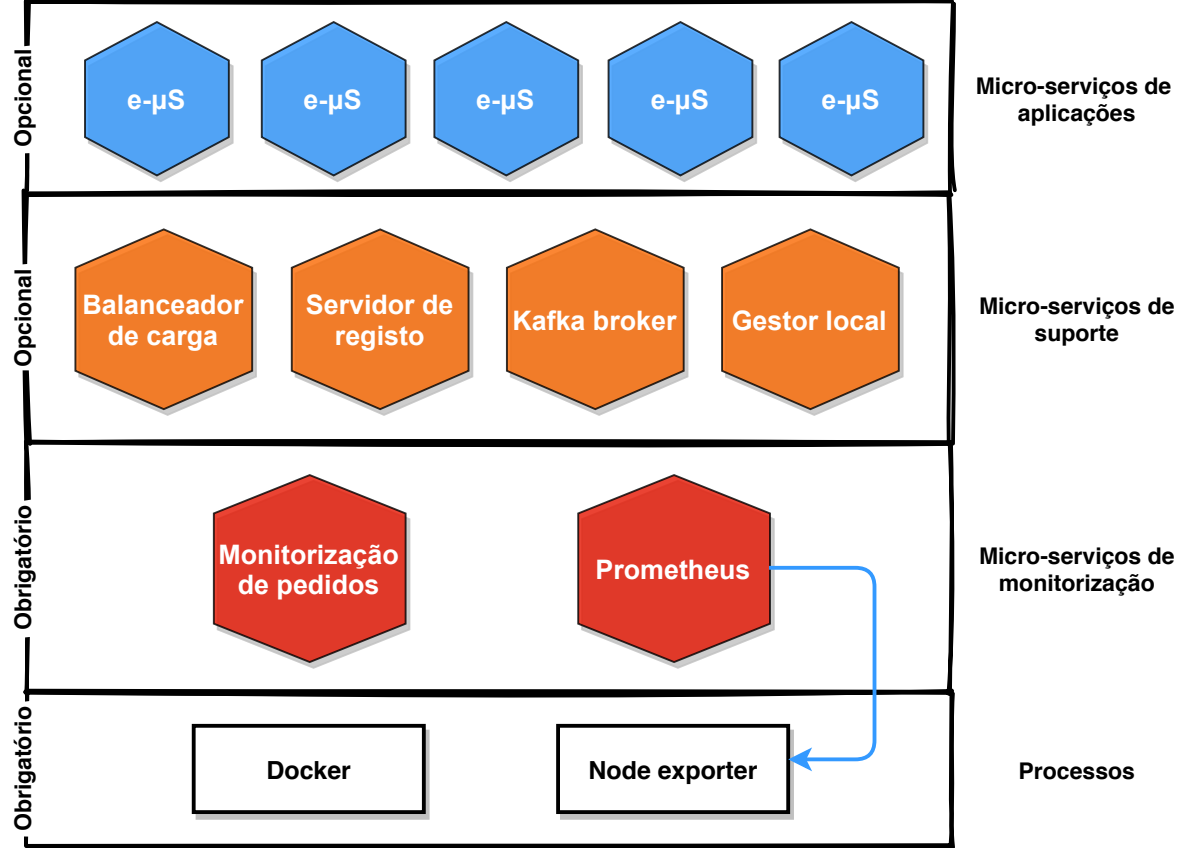 Opcional
e-µS
e-µS
e-µS
e-µS
e-µS
Micro-serviços de
aplicações
Opcional
Balanceador
de carga
Servidor de
registo
Kafka broker
Gestor local
Micro-serviços de
suporte
Obrigatório
Monitorização
de pedidos
Prometheus
Micro-serviços de
monitorização
Obrigatório
Docker
Node exporter
Processos